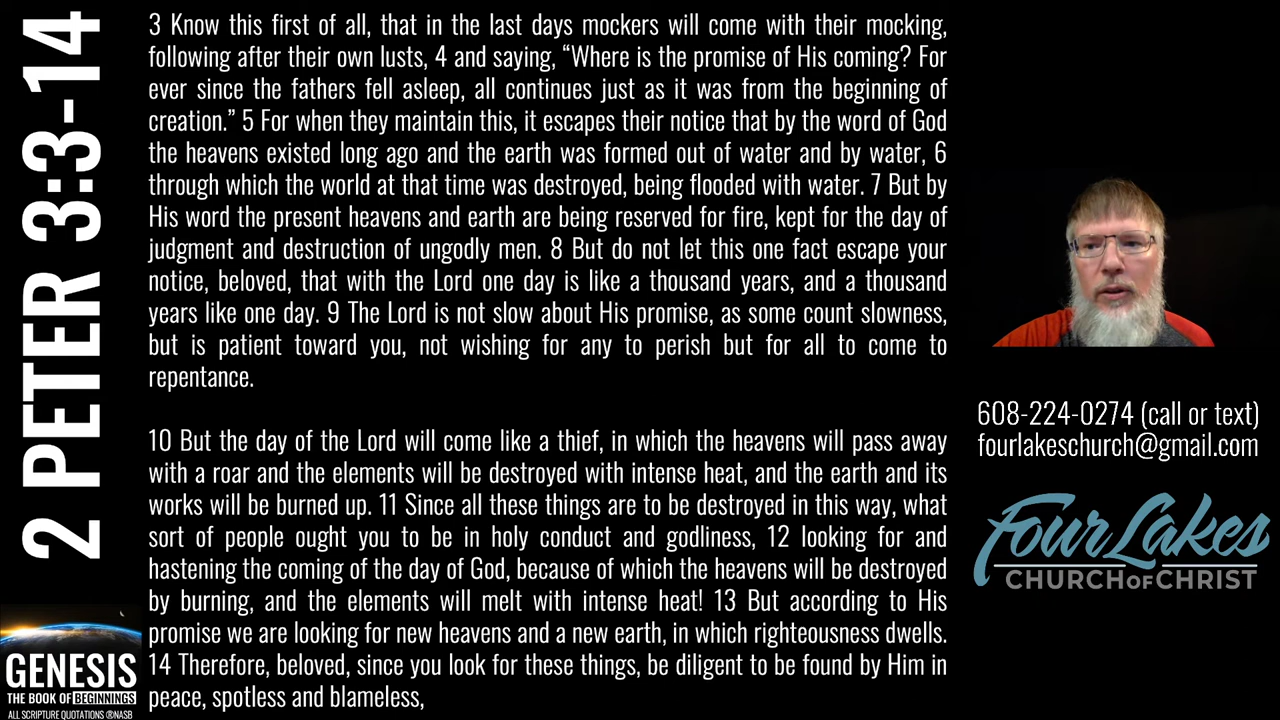 2 PETER 3:3-14
3 Know this first of all, that in the last days mockers will come with their mocking,
following after their own lusts, 4 and saying, “Where is the promise of His coming? For
ever since the fathers fell asleep, all continues just as it was from the beginning of
creation.” 5 For when they maintain this, it escapes their notice that by the word of God
the heavens existed long ago and the earth was formed out of water and by water, 6
through which the world at that time was destroyed, being flooded with water. 7 But by
His word the present heavens and earth are being reserved for fire, kept for the day of
judgment and destruction of ungodly men. 8 But do not let this one fact escape your
notice, beloved, that with the Lord one day is like a thousand years, and a thousand
years like one day. 9 The Lord is not slow about His promise, as some count slowness,
but is patient toward you, not wishing for any to perish but for all to come to
repentance.
10 But the day of the Lord will come like a thief, in which the heavens will pass away
with a roar and the elements will be destroyed with intense heat, and the earth and its
works will be burned up. 11 Since all these things are to be destroyed in this way, what
sort of people ought you to be in holy conduct and godliness, 12 looking for and
hastening the coming of the day of God, because of which the heavens will be destroyed
by burning, and the elements will melt with intense heat! 13 But according to His
promise we are looking for new heavens and a new earth, in which righteousness dwells.
14 Therefore, beloved, since you look for these things, be diligent to be found by Him in
peace, spotless and blameless,
GENESIS
THE BOOK OF BEGINNINGS
ALL SCRIPTURE QUOTATIONS ®NASB
608-224-0274 (call or text)
fourlakeschurch@gmail.com
Four Lakes
CHURCH OF CHRIST